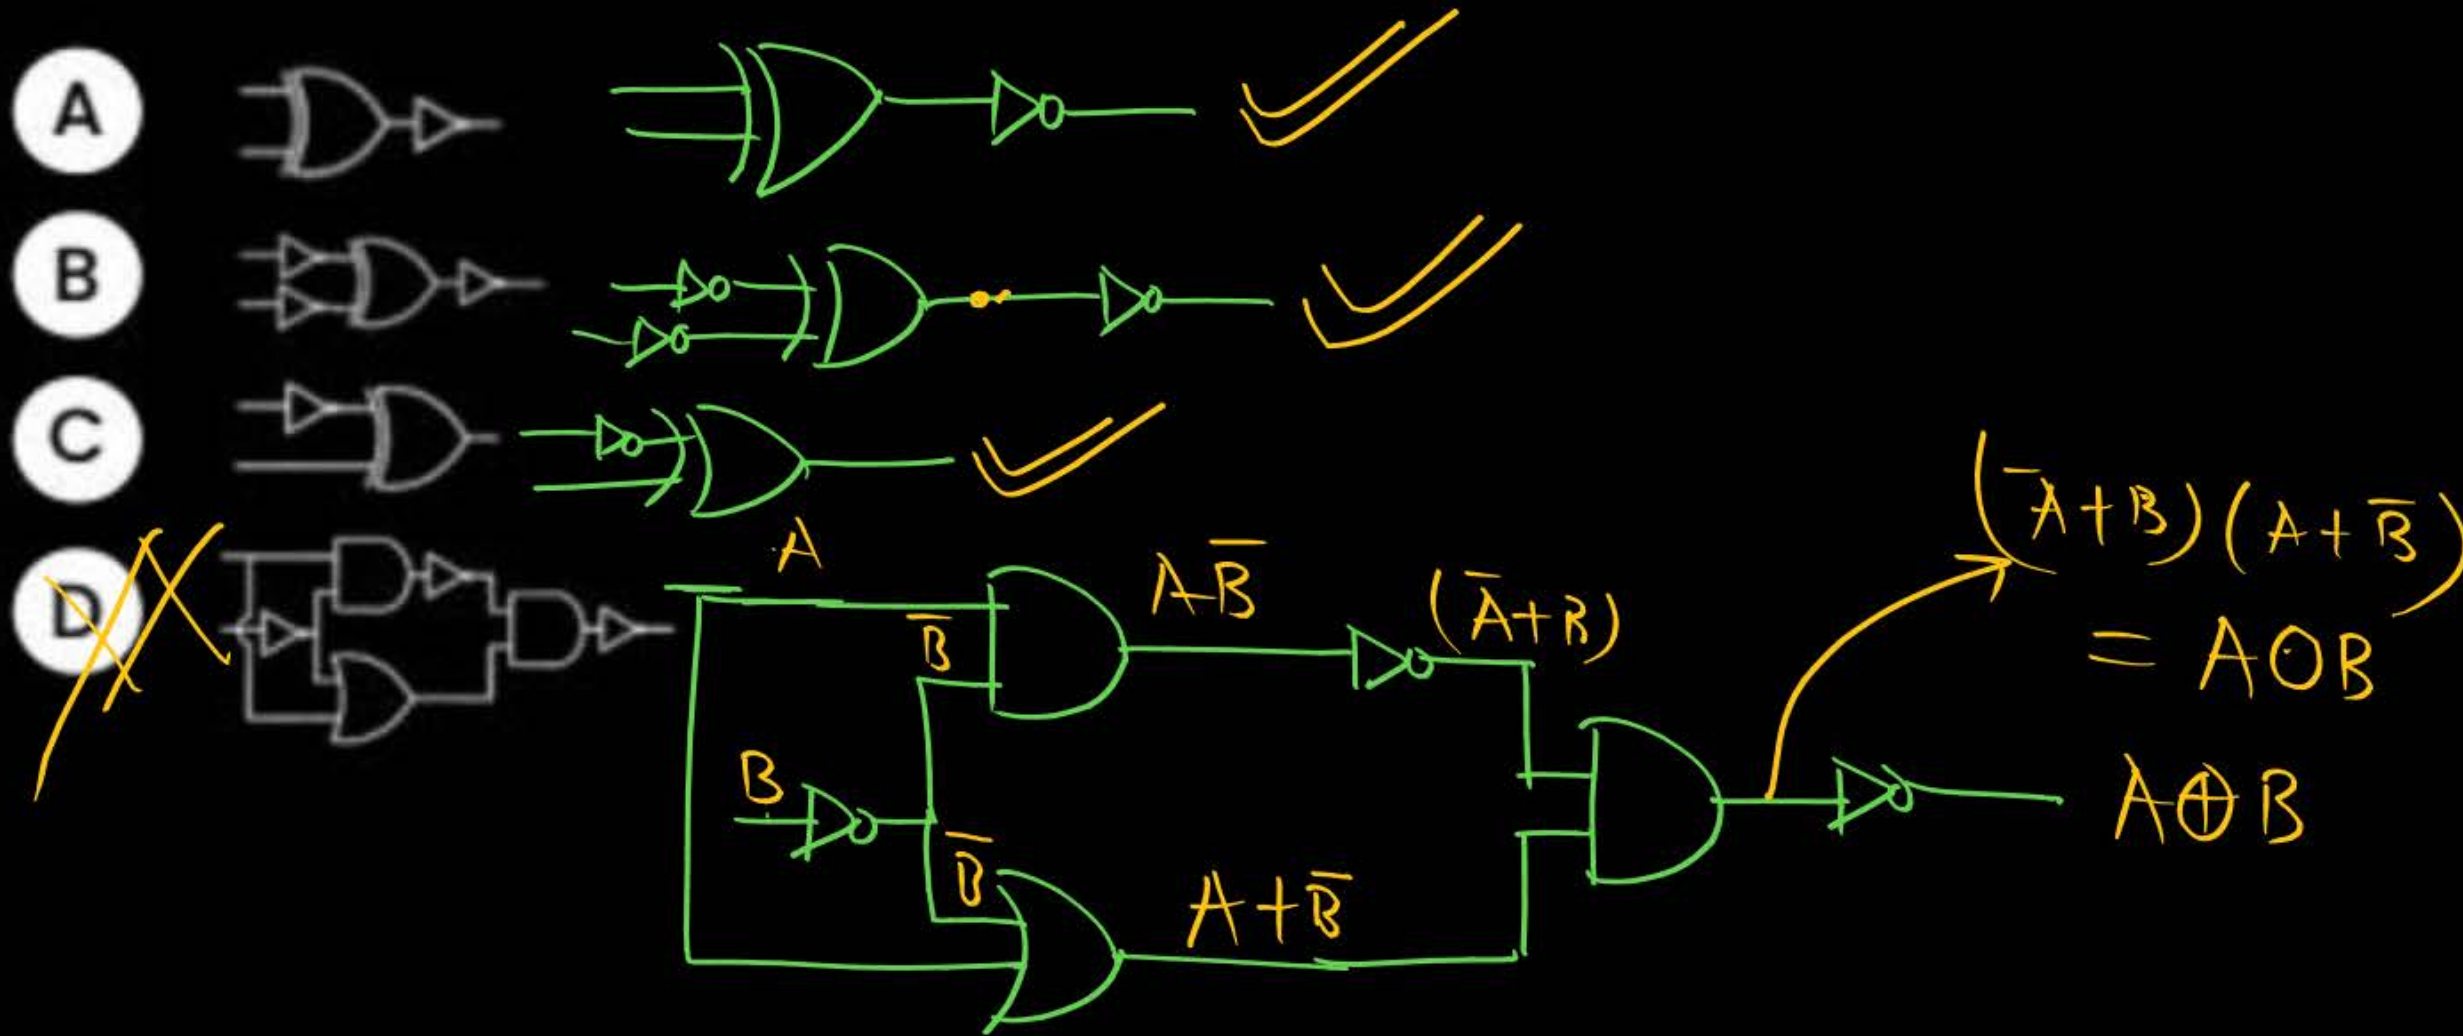 A
B
C
D
A
AB̅
B̅
(A̅+B)
(A̅+B)(A+B̅)
= A⊙B
B
B̅
A+B̅
A⊕B